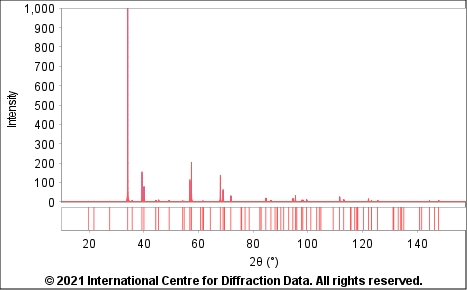 1,000
900
800
700
600
500
400
300
200
100
0
Intensity
20 40 60 80 100 120 140
2θ (°)
© 2021 International Centre for Diffraction Data. All rights reserved.